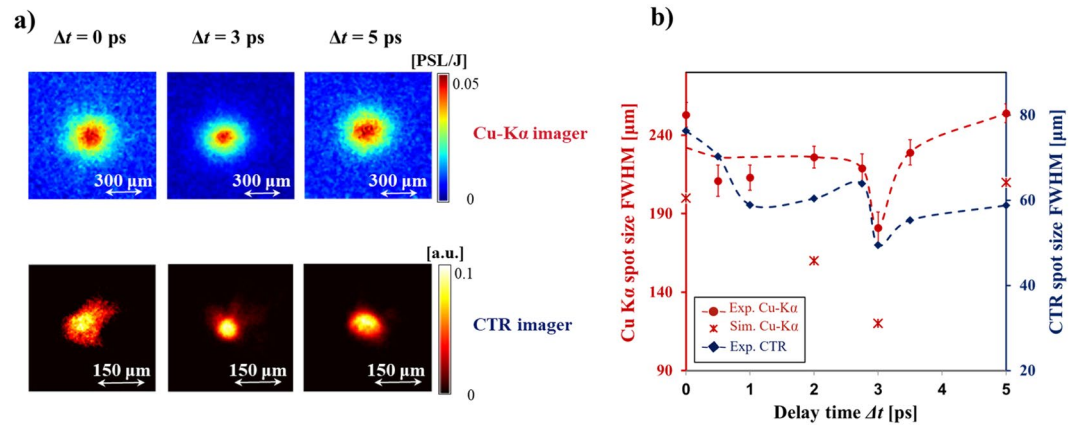 a)
Δt = 0 ps
Δt = 3 ps
Δt = 5 ps
[PSL/J]
0.05
Cu-Kα imager
0
300 μm
300 μm
300 μm
[a.u.]
0.1
CTR imager
0
150 μm
150 μm
150 μm
b)
Cu Kα spot size FWHM [μm]
240
190
140
90
CTR spot size FWHM [μm]
80
60
40
20
Exp. Cu-Kα
Sim. Cu-Kα
Exp. CTR
0 1 2 3 4 5
Delay time Δt [ps]